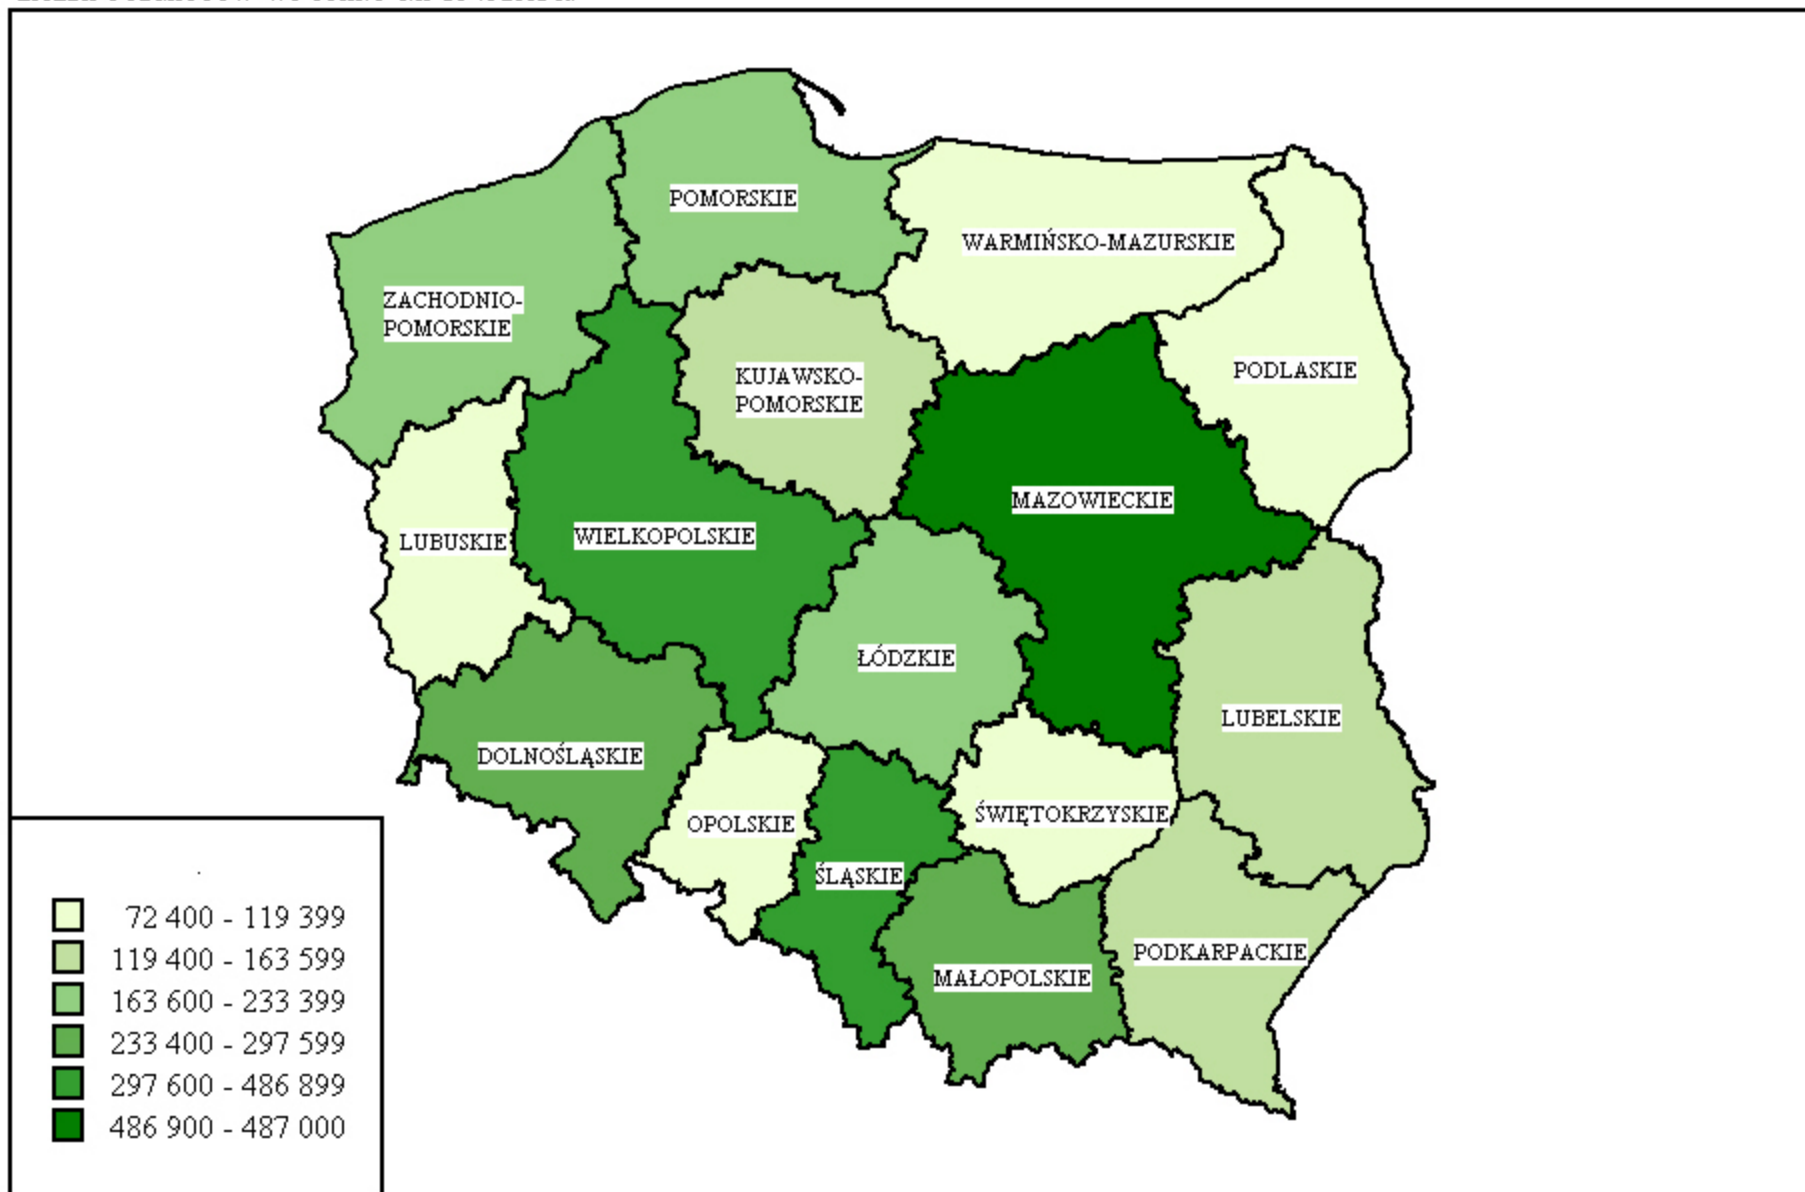 POMORSKIE
WARMIŃSKO-MAZURSKIE
ZACHODNIO-
POMORSKIE
KUJAWSKO-
POMORSKIE
PODLASKIE
MAZOWIECKIE
LUBUSKIE
WIELKOPOLSKIE
ŁÓDZKIE
LUBELSKIE
DOLNOŚLĄSKIE
OPOLSKIE
ŚWIĘTOKRZYSKIE
ŚLĄSKIE
MAŁOPOLSKIE
PODKARPACKIE
.
72 400 - 119 399
119 400 - 163 599
163 600 - 233 399
233 400 - 297 599
297 600 - 486 899
486 900 - 487 000